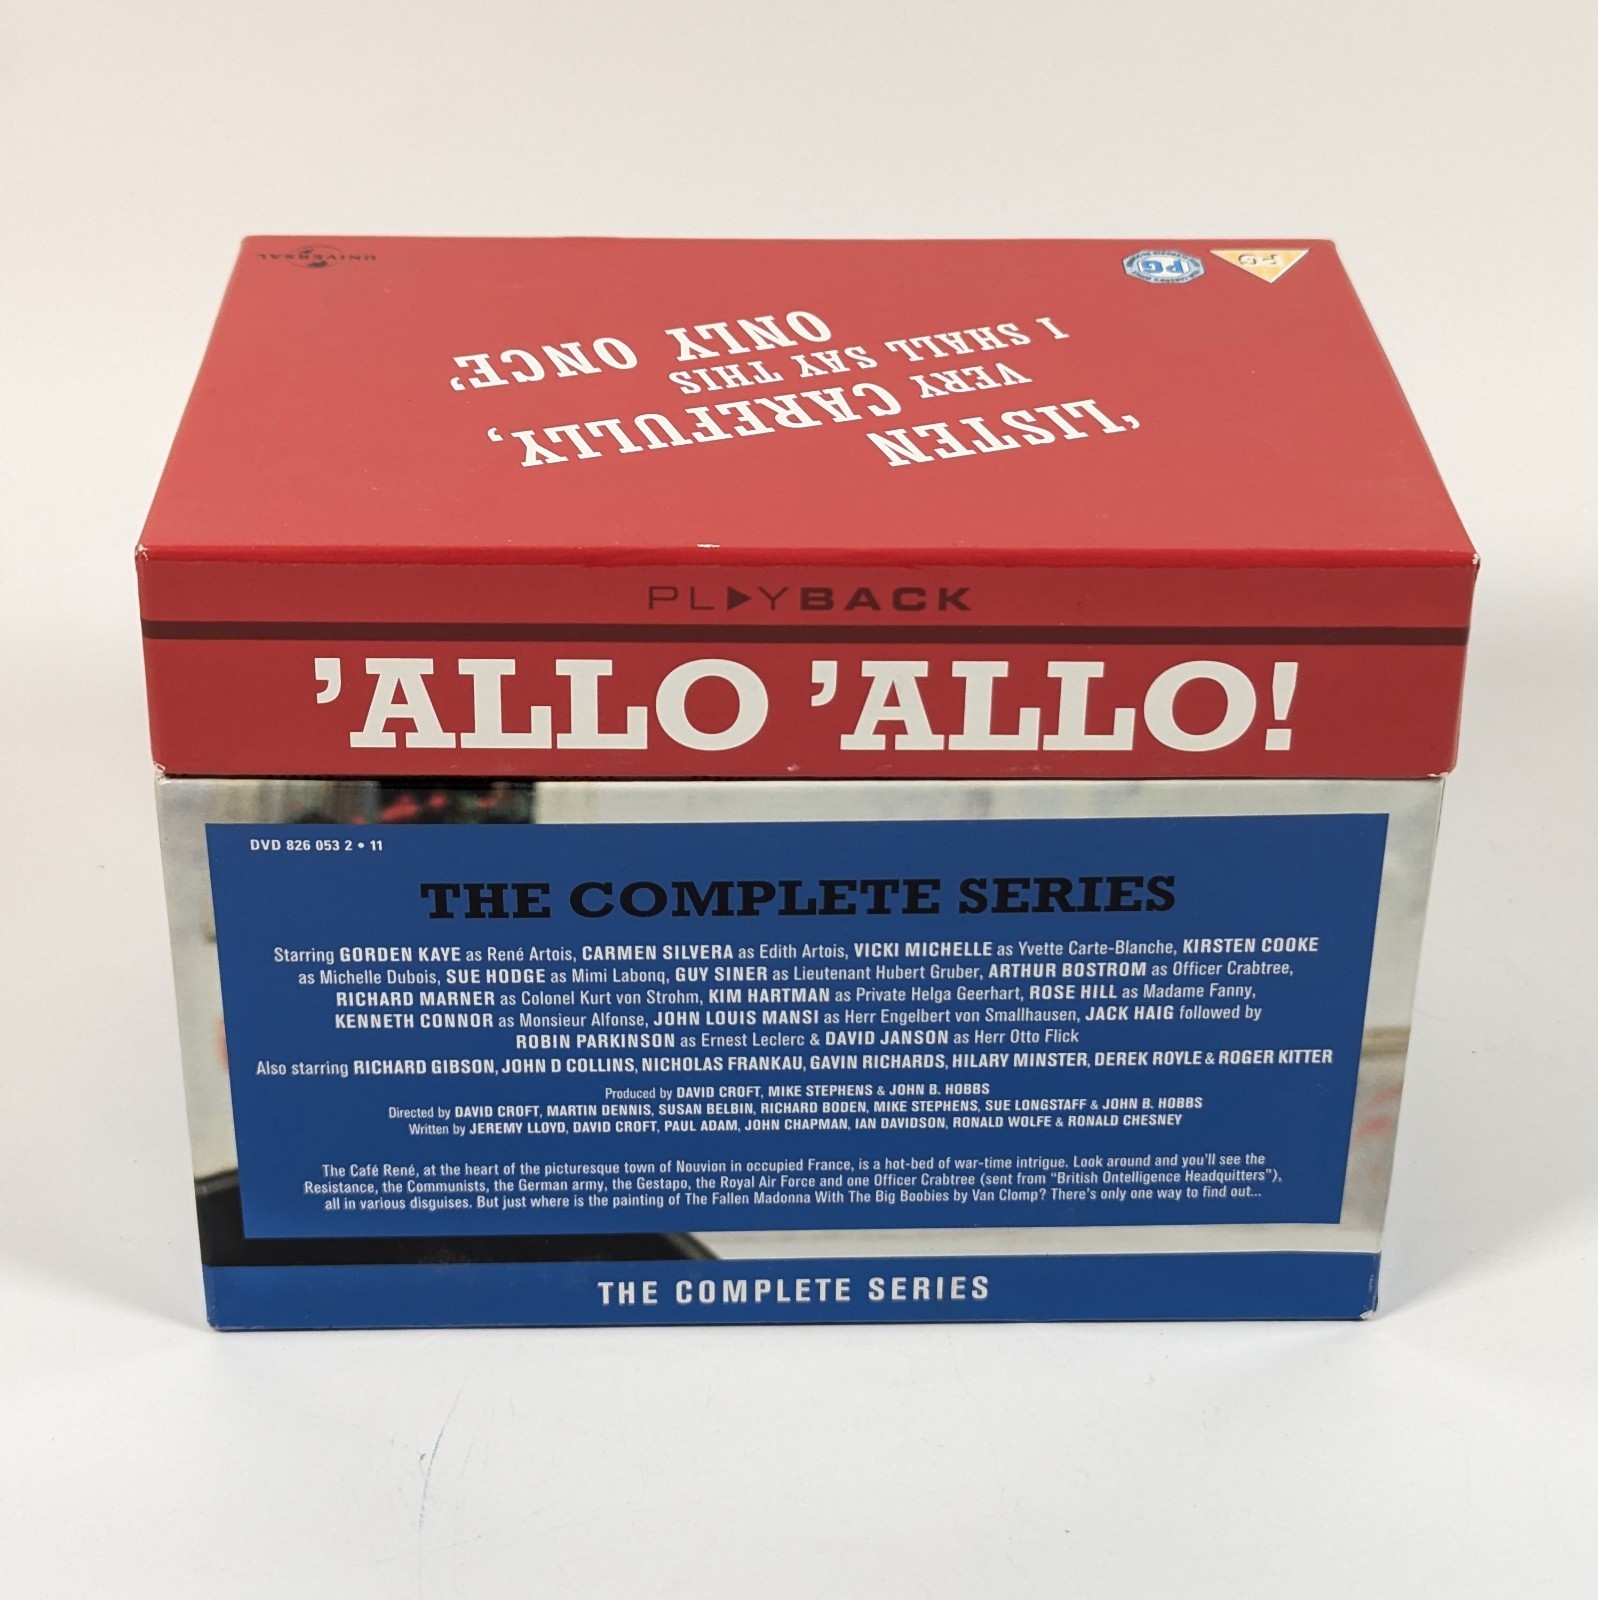 UNIVERSAL
PG
PG
'LISTEN
VERY CAREFULLY,
I SHALL SAY THIS
ONLY ONCE'
PLAYBACK
'ALLO 'ALLO!
DVD 826 053 2 • 11
THE COMPLETE SERIES
Starring GORDEN KAYE as René Artois, CARMEN SILVERA as Edith Artois, VICKI MICHELLE as Yvette Carte-Blanche, KIRSTEN COOKE
as Michelle Dubois, SUE HODGE as Mimi Labonq, GUY SINER as Lieutenant Hubert Gruber, ARTHUR BOSTROM as Officer Crabtree,
RICHARD MARNER as Colonel Kurt von Strohm, KIM HARTMAN as Private Helga Geerhart, ROSE HILL as Madame Fanny,
KENNETH CONNOR as Monsieur Alfonse, JOHN LOUIS MANSI as Herr Engelbert von Smallhausen, JACK HAIG followed by
ROBIN PARKINSON as Ernest Leclerc & DAVID JANSON as Herr Otto Flick
Also starring RICHARD GIBSON, JOHN D COLLINS, NICHOLAS FRANKAU, GAVIN RICHARDS, HILARY MINSTER, DEREK ROYLE & ROGER KITTER
Produced by DAVID CROFT, MIKE STEPHENS & JOHN B. HOBBS
Directed by DAVID CROFT, MARTIN DENNIS, SUSAN BELBIN, RICHARD BODEN, MIKE STEPHENS, SUE LONGSTAFF & JOHN B. HOBBS
Written by JEREMY LLOYD, DAVID CROFT, PAUL ADAM, JOHN CHAPMAN, IAN DAVIDSON, RONALD WOLFE & RONALD CHESNEY
The Café René, at the heart of the picturesque town of Nouvion in occupied France, is a hot-bed of war-time intrigue. Look around and you'll see the
Resistance, the Communists, the German army, the Gestapo, the Royal Air Force and one Officer Crabtree (sent from "British Ontelligence Headquitters"),
all in various disguises. But just where is the painting of The Fallen Madonna With The Big Boobies by Van Clomp? There's only one way to find out...
THE COMPLETE SERIES